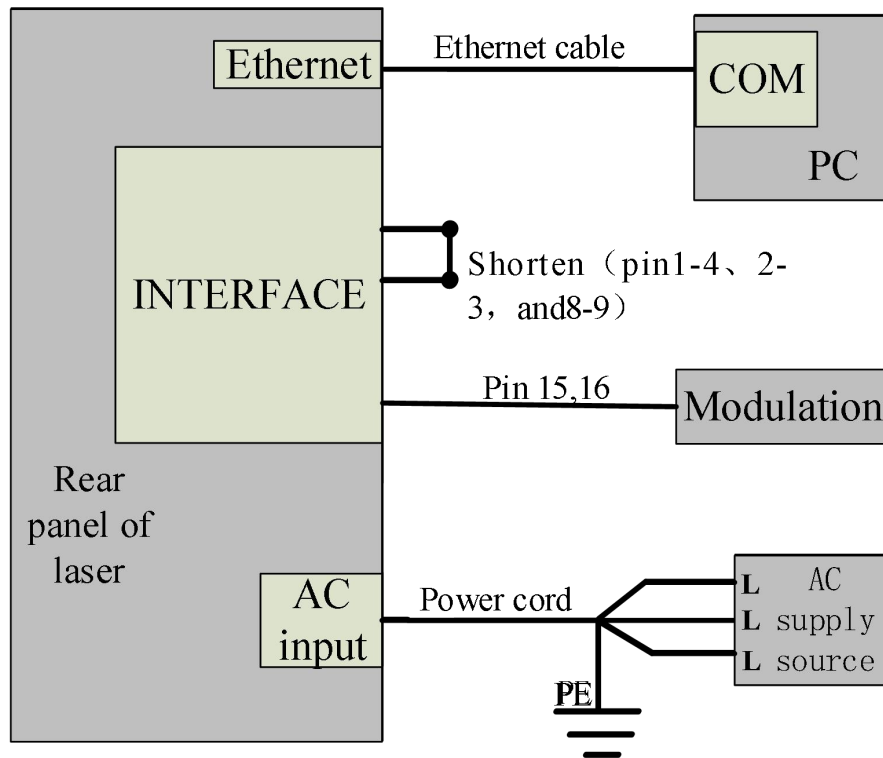 Ethernet
Ethernet cable
COM
PC
INTERFACE
Shorten（pin1-4、2-
3，and8-9）
Pin 15,16
Modulation
Rear
panel of
laser
AC
input
Power cord
L AC
L supply
L source
PE